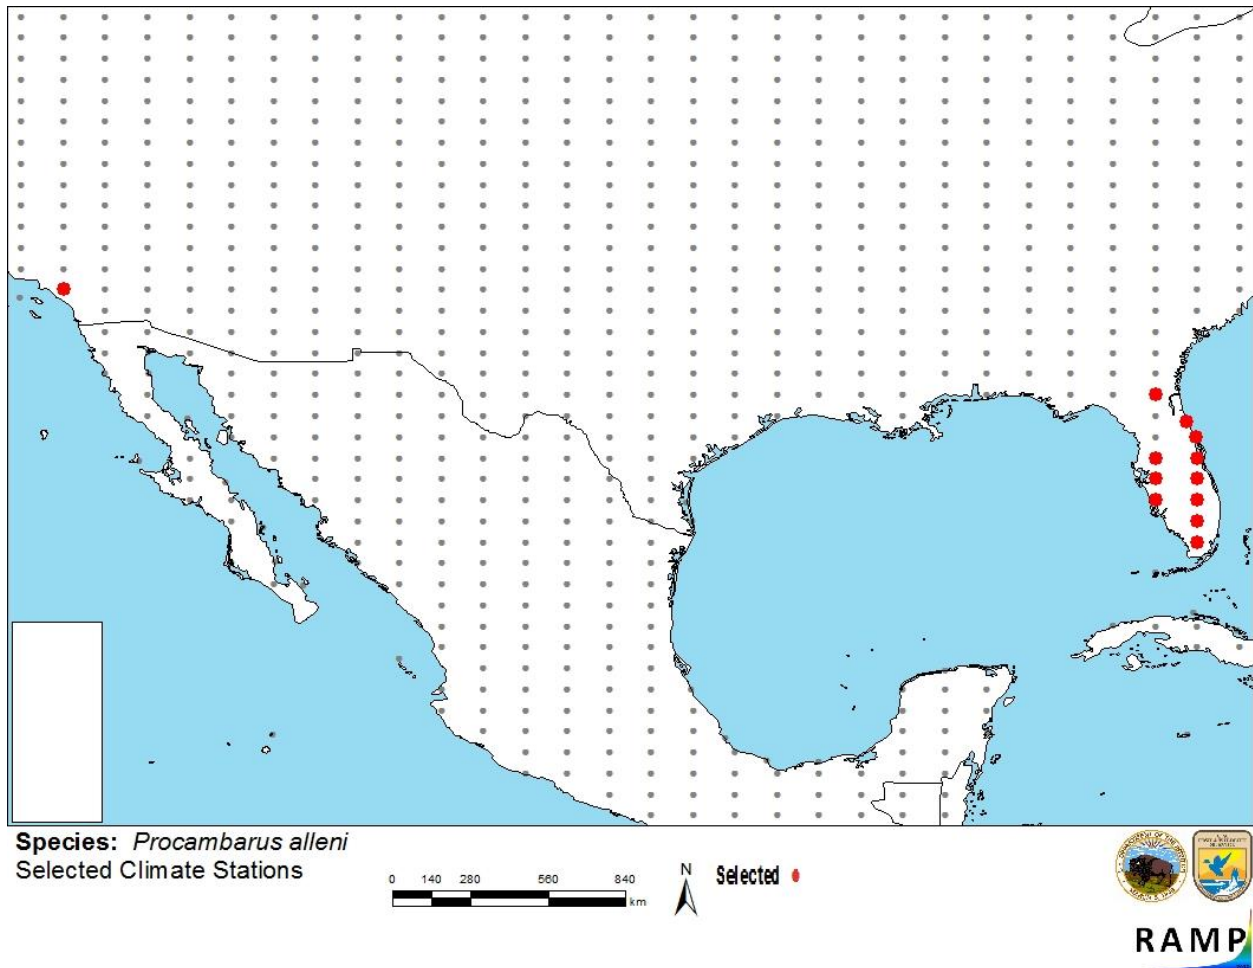 Species: Procambarus alleni
Selected Climate Stations
0 140 280 560 840
km
N
Selected
RAMP